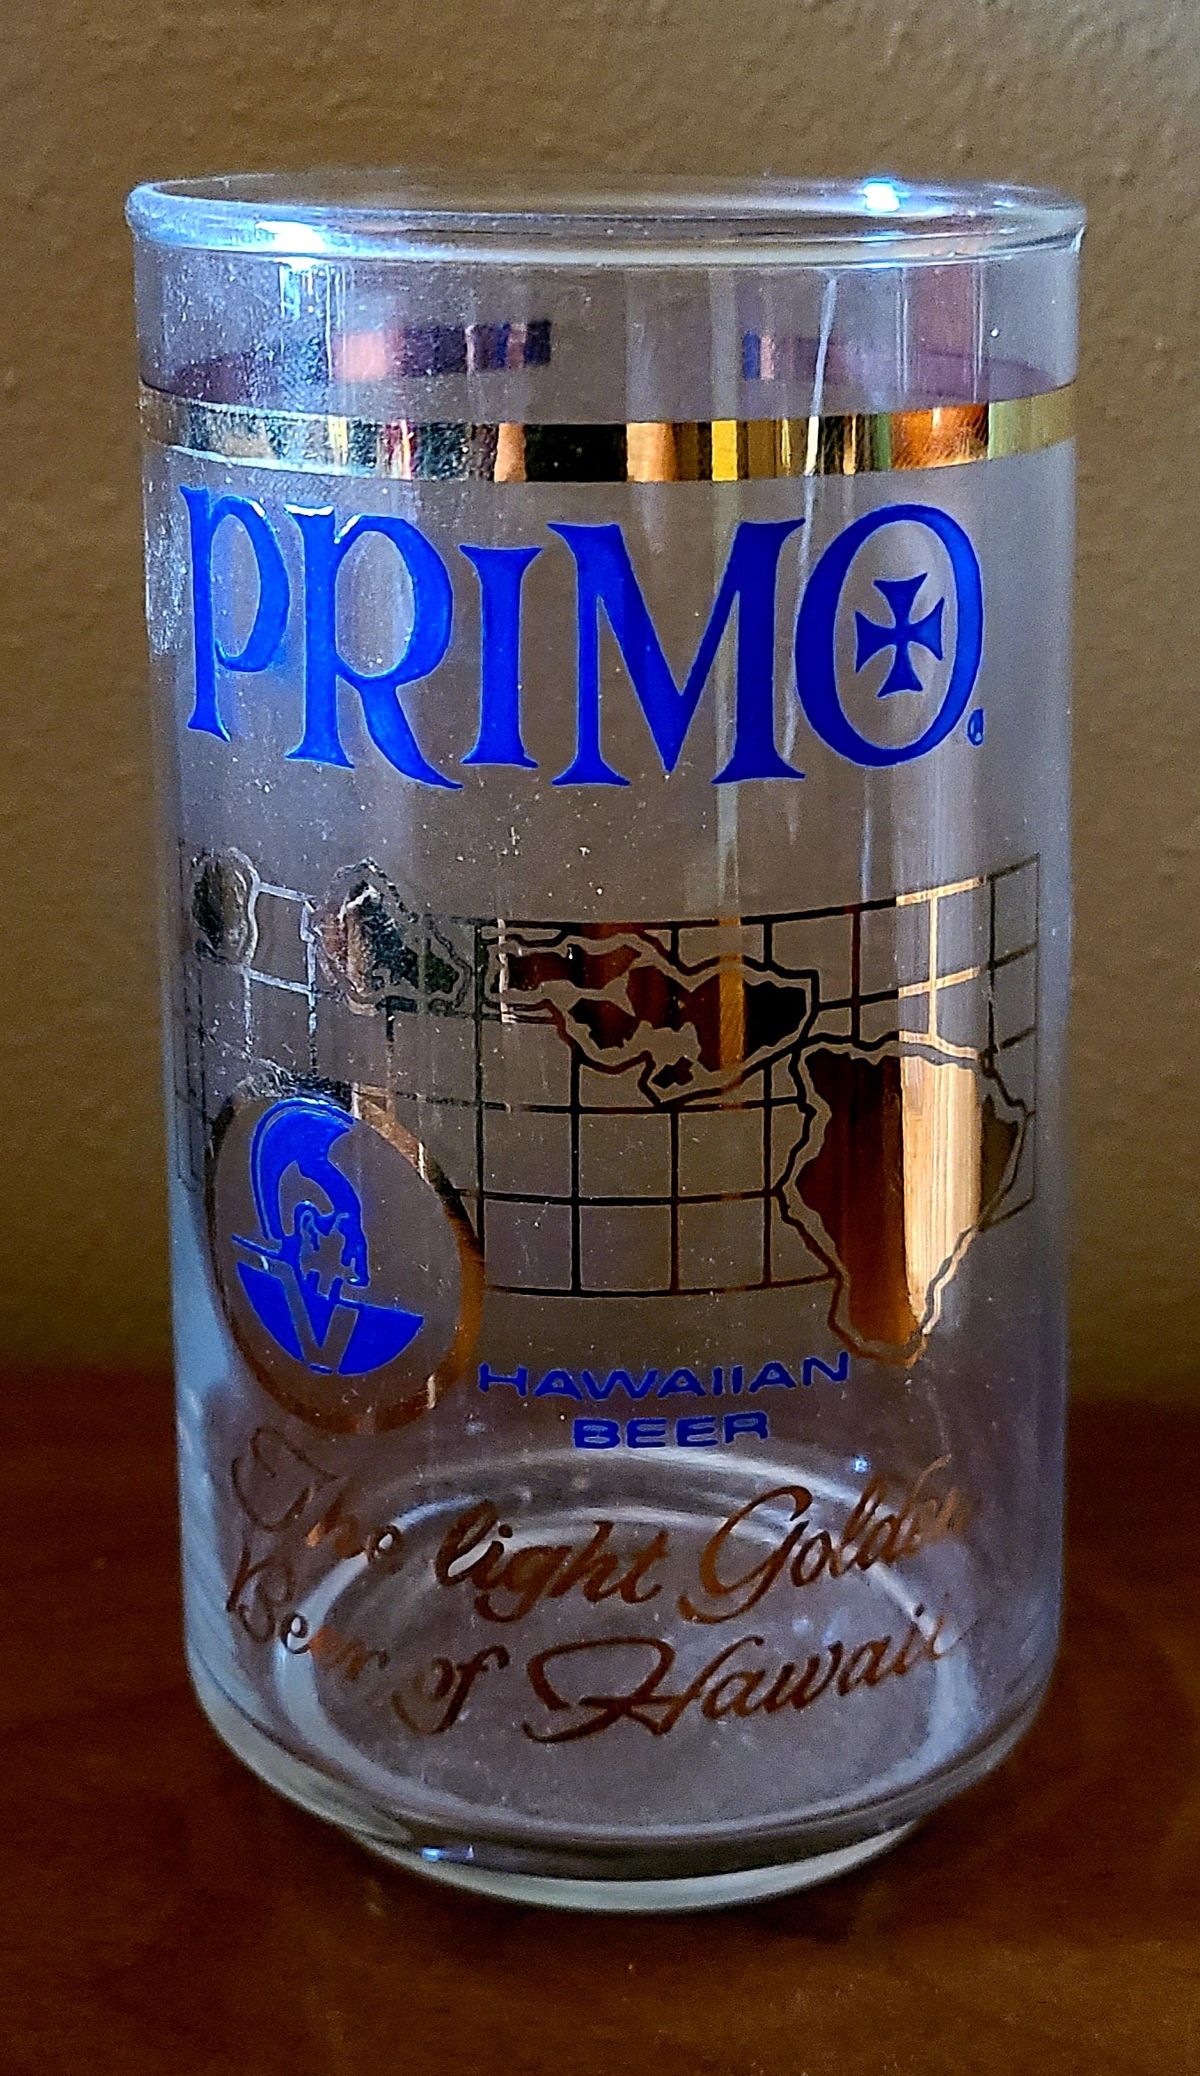 PRIMO®
HAWAIIAN
BEER
The light Golden
Beer of Hawaii